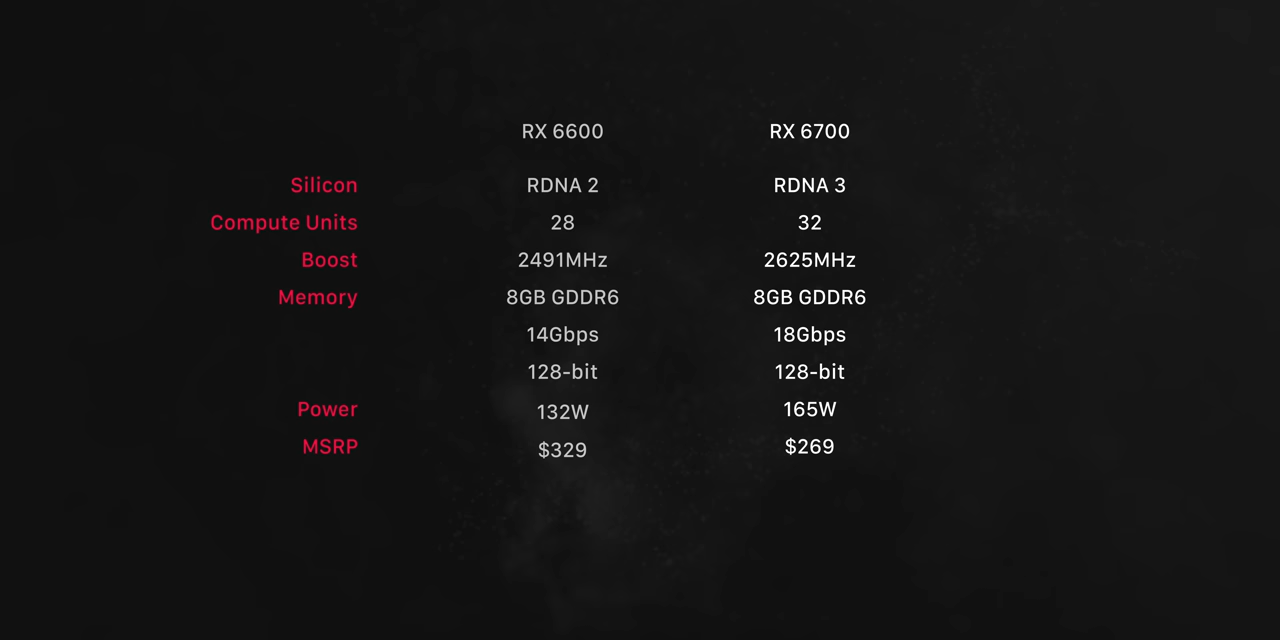 RX 6600 RX 6700
Silicon RDNA 2 RDNA 3
Compute Units 28 32
Boost 2491MHz 2625MHz
Memory 8GB GDDR6 8GB GDDR6
14Gbps 18Gbps
128-bit 128-bit
Power 132W 165W
MSRP $329 $269